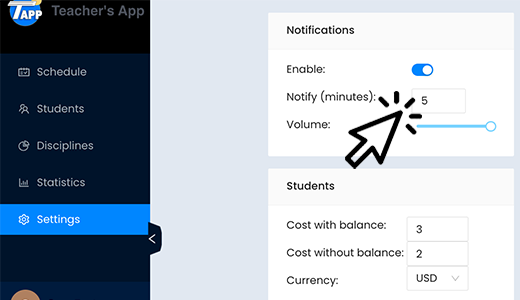 TAPP Teacher's App
Schedule
Students
Disciplines
Statistics
Settings
Notifications
Enable:
Notify (minutes): 5
Volume:
Students
Cost with balance: 3
Cost without balance: 2
Currency: USD